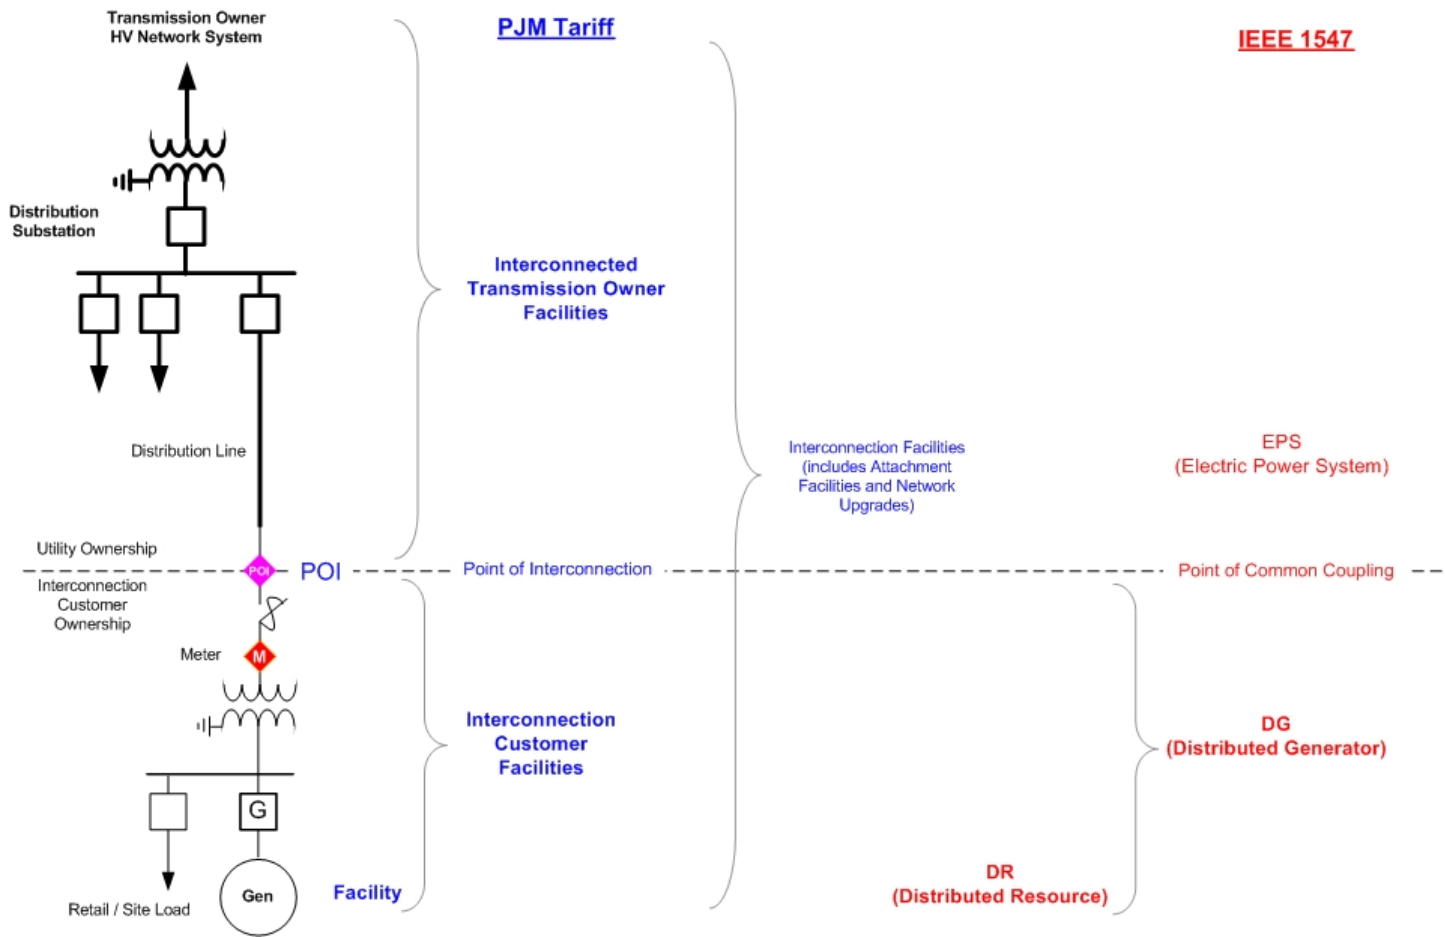 Transmission Owner
HV Network System
PJM Tariff
IEEE 1547
Distribution
Substation
Interconnected
Transmission Owner
Facilities
Distribution Line
Interconnection Facilities
(includes Attachment
Facilities and Network
Upgrades)
EPS
(Electric Power System)
Utility Ownership
POI
POI
Point of Interconnection
Point of Common Coupling
Interconnection
Customer
Ownership
Meter
M
Interconnection
Customer
Facilities
DG
(Distributed Generator)
G
Gen
Facility
DR
(Distributed Resource)
Retail / Site Load